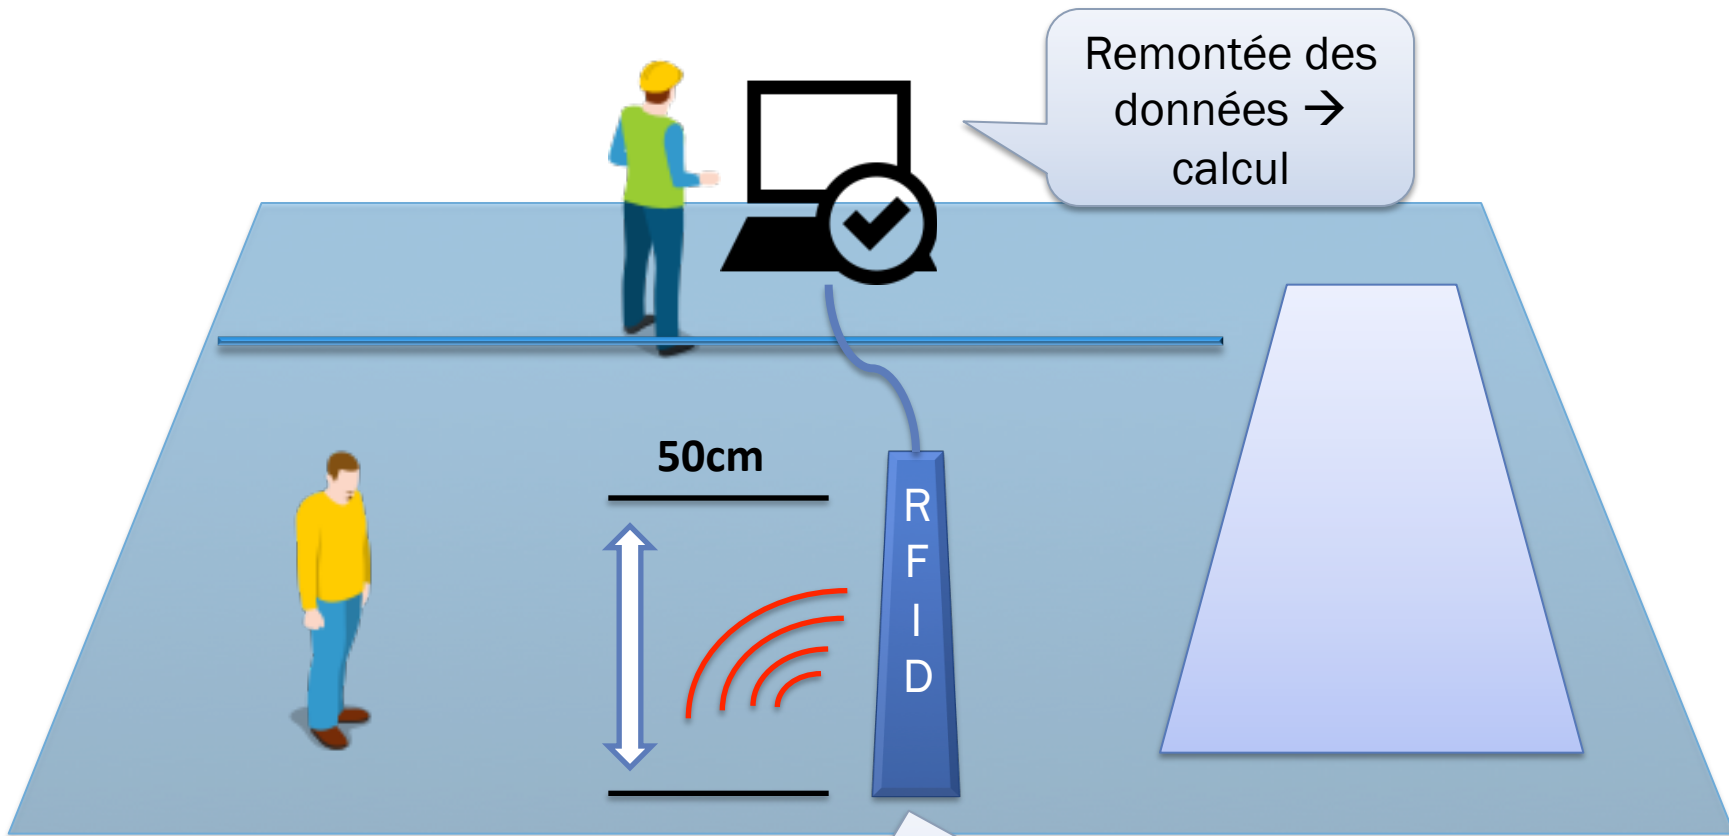 Remontée des
données →
calcul
50cm
R
F
I
D